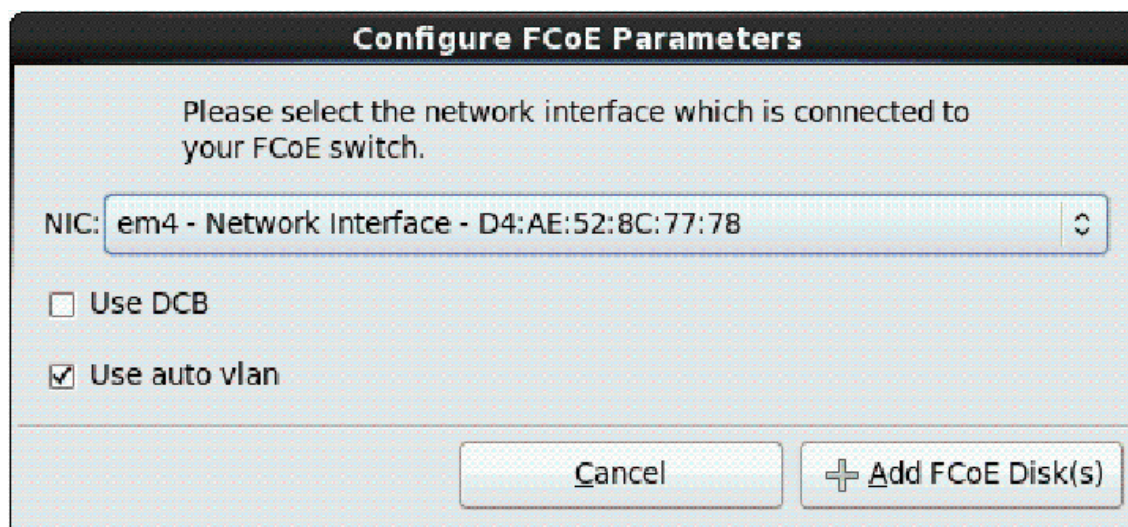 Configure FCoE Parameters
Please select the network interface which is connected to
your FCoE switch.
NIC: em4 - Network Interface - D4:AE:52:8C:77:78
Use DCB
Use auto vlan
Cancel
Add FCoE Disk(s)